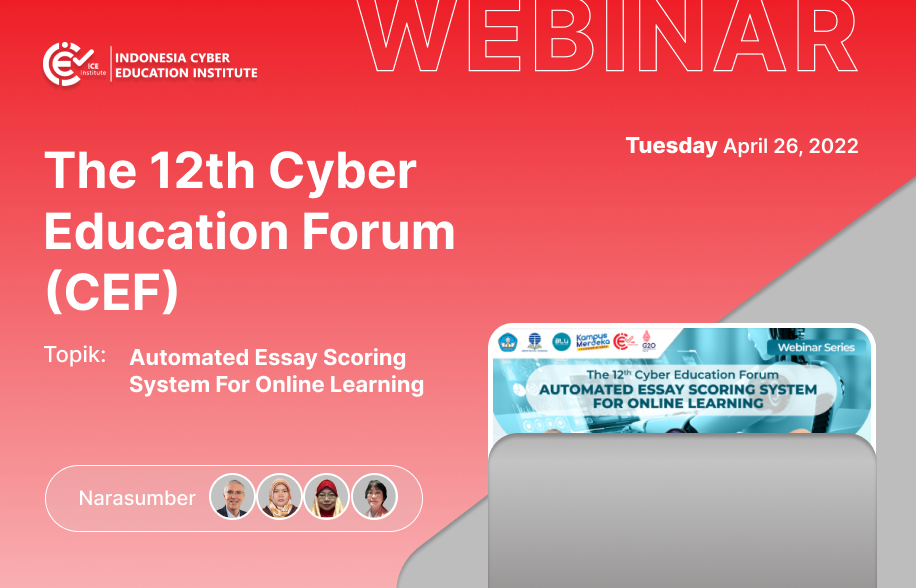 WEBINAR
ICE
Institute
INDONESIA CYBER
EDUCATION INSTITUTE
Tuesday April 26, 2022
The 12th Cyber
Education Forum
(CEF)
Topik:
Automated Essay Scoring
System For Online Learning
Narasumber
BLU
Kampus
Merdeka
G20
Webinar Series
The 12th Cyber Education Forum
AUTOMATED ESSAY SCORING SYSTEM
FOR ONLINE LEARNING